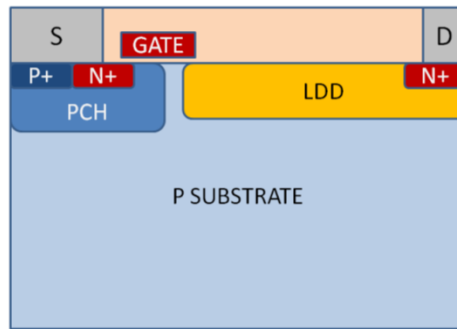 S
D
GATE
P+
N+
N+
LDD
PCH
P SUBSTRATE